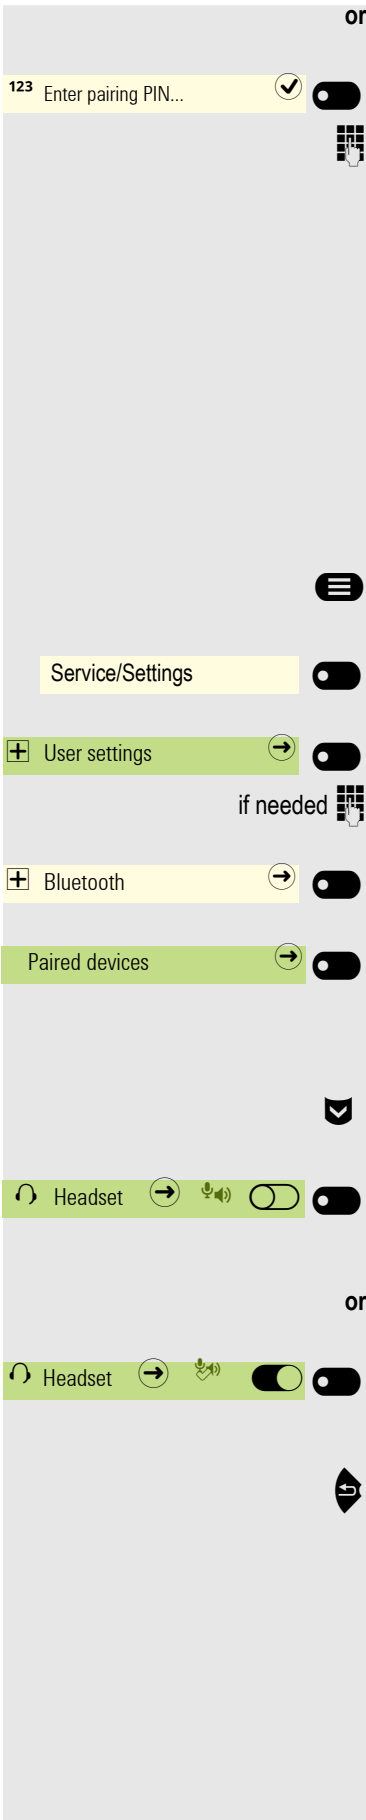 or
123 Enter pairing PIN...
Service/Settings
User settings
if needed
Bluetooth
Paired devices
Headset
or
Headset